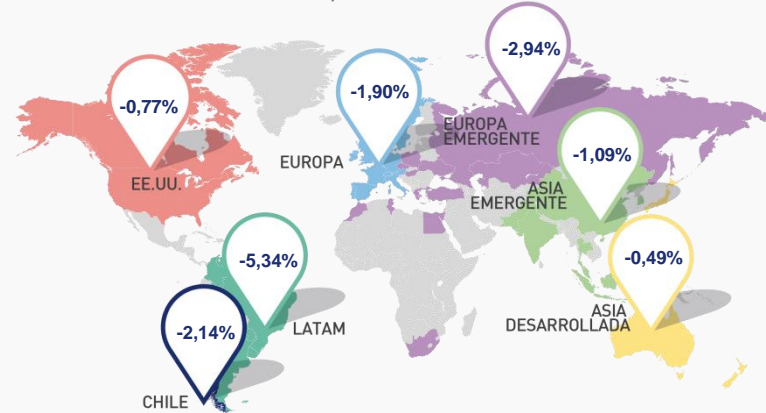 -2,94%
-0,77%
-1,90%
EUROPA
EMERGENTE
EUROPA
-1,09%
EE.UU.
ASIA
EMERGENTE
-5,34%
-0,49%
ASIA
DESARROLLADA
LATAM
-2,14%
CHILE